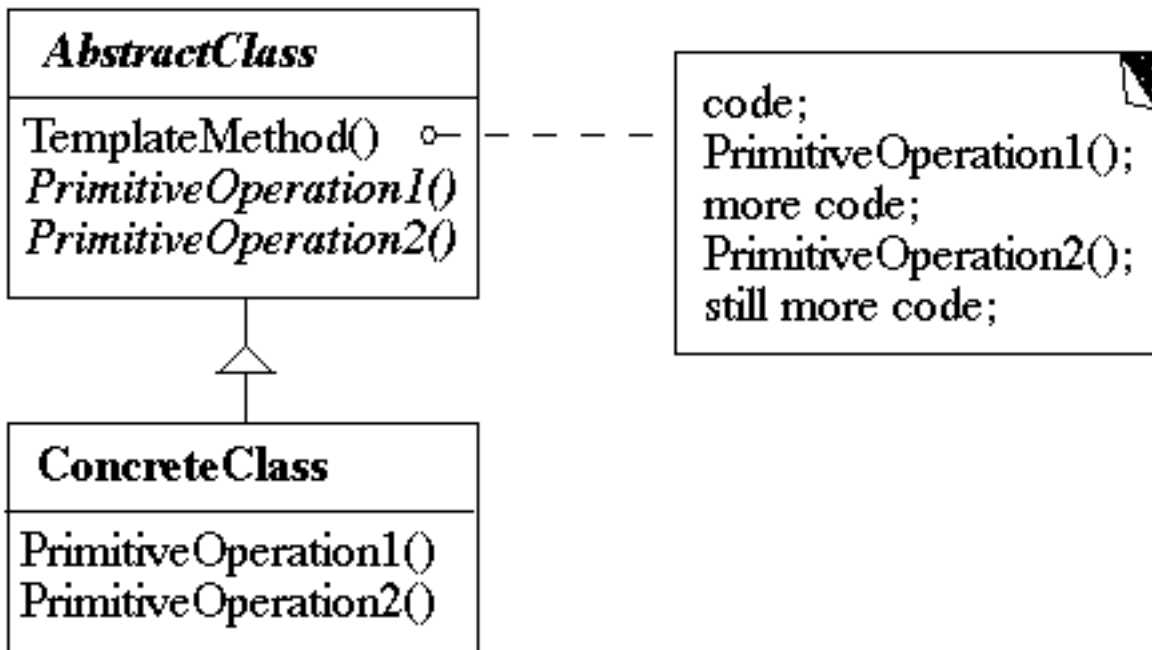 AbstractClass
TemplateMethod()
PrimitiveOperation1()
PrimitiveOperation2()
code;
PrimitiveOperation1();
more code;
PrimitiveOperation2();
still more code;
ConcreteClass
PrimitiveOperation1()
PrimitiveOperation2()